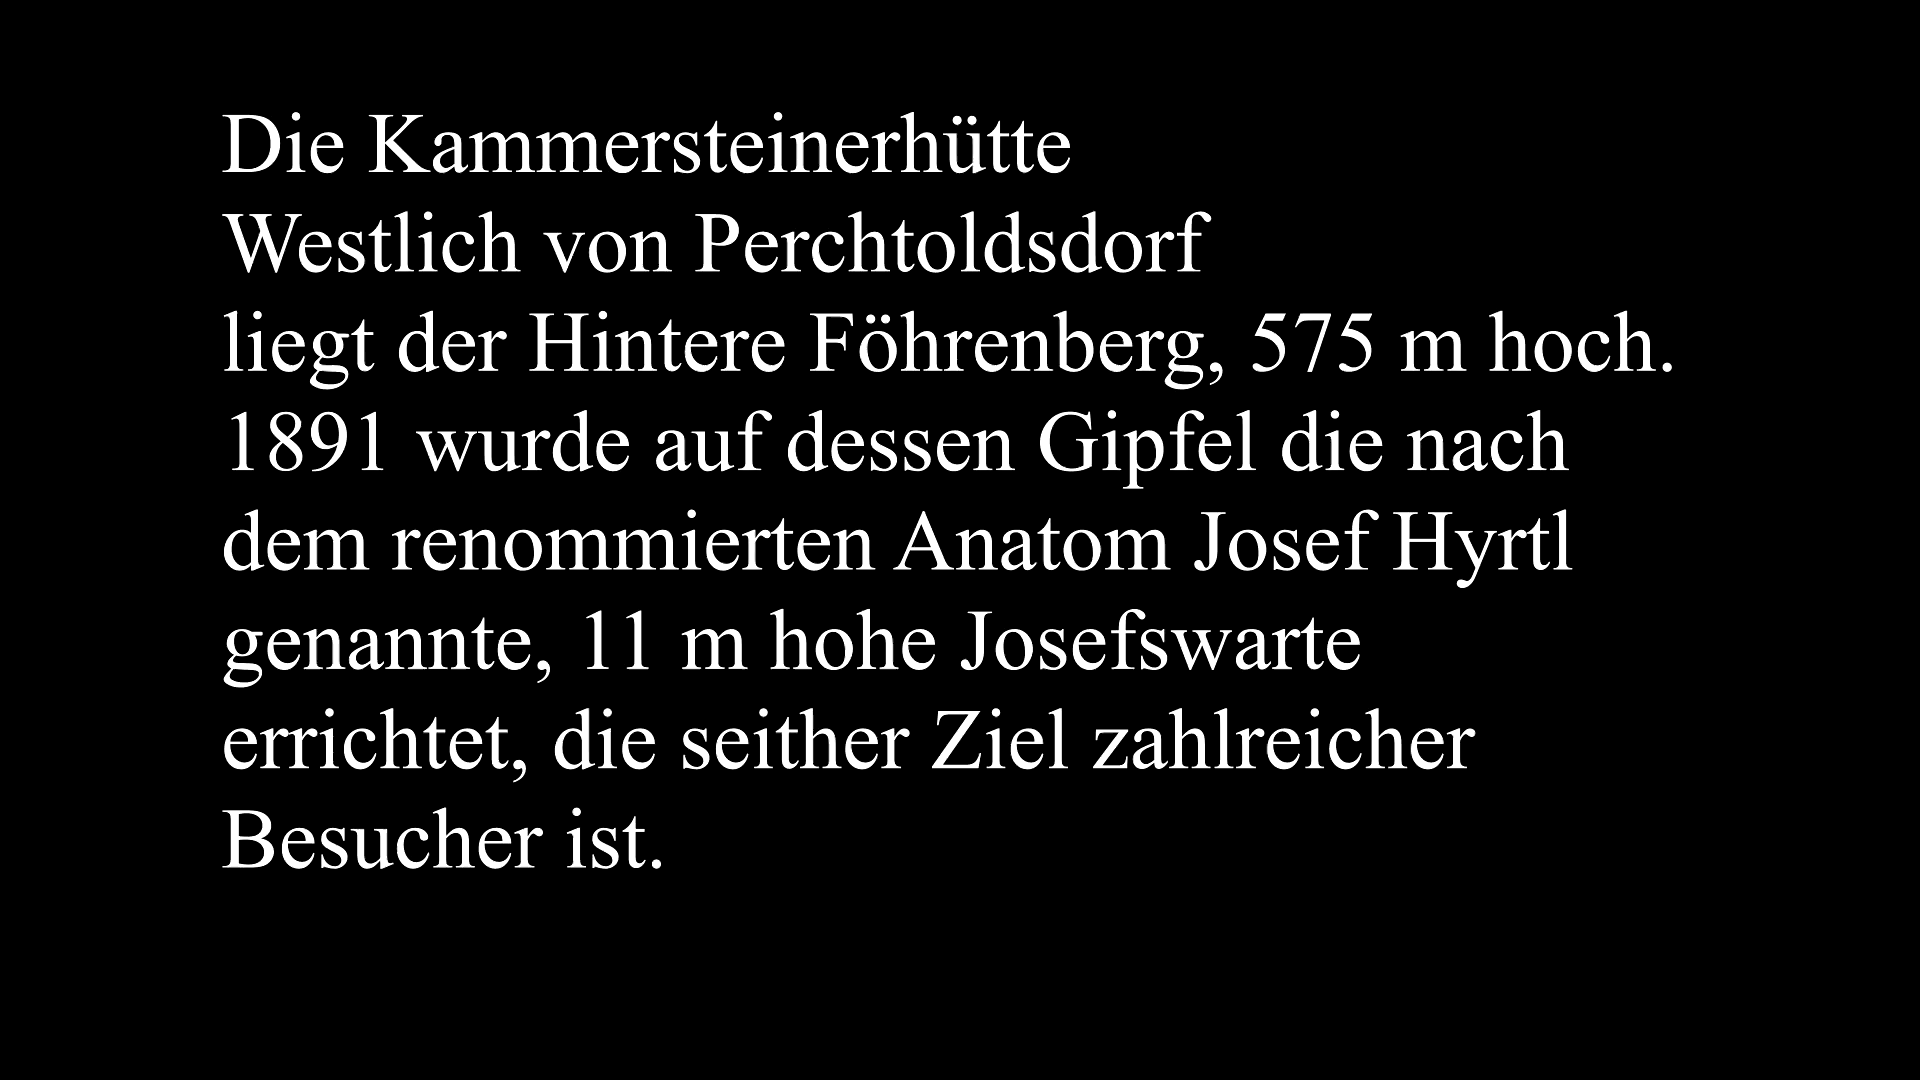 Die Kammersteinerhütte
Westlich von Perchtoldsdorf
liegt der Hintere Föhrenberg, 575 m hoch.
1891 wurde auf dessen Gipfel die nach
dem renommierten Anatom Josef Hyrtl
genannte, 11 m hohe Josefswarte
errichtet, die seither Ziel zahlreicher
Besucher ist.